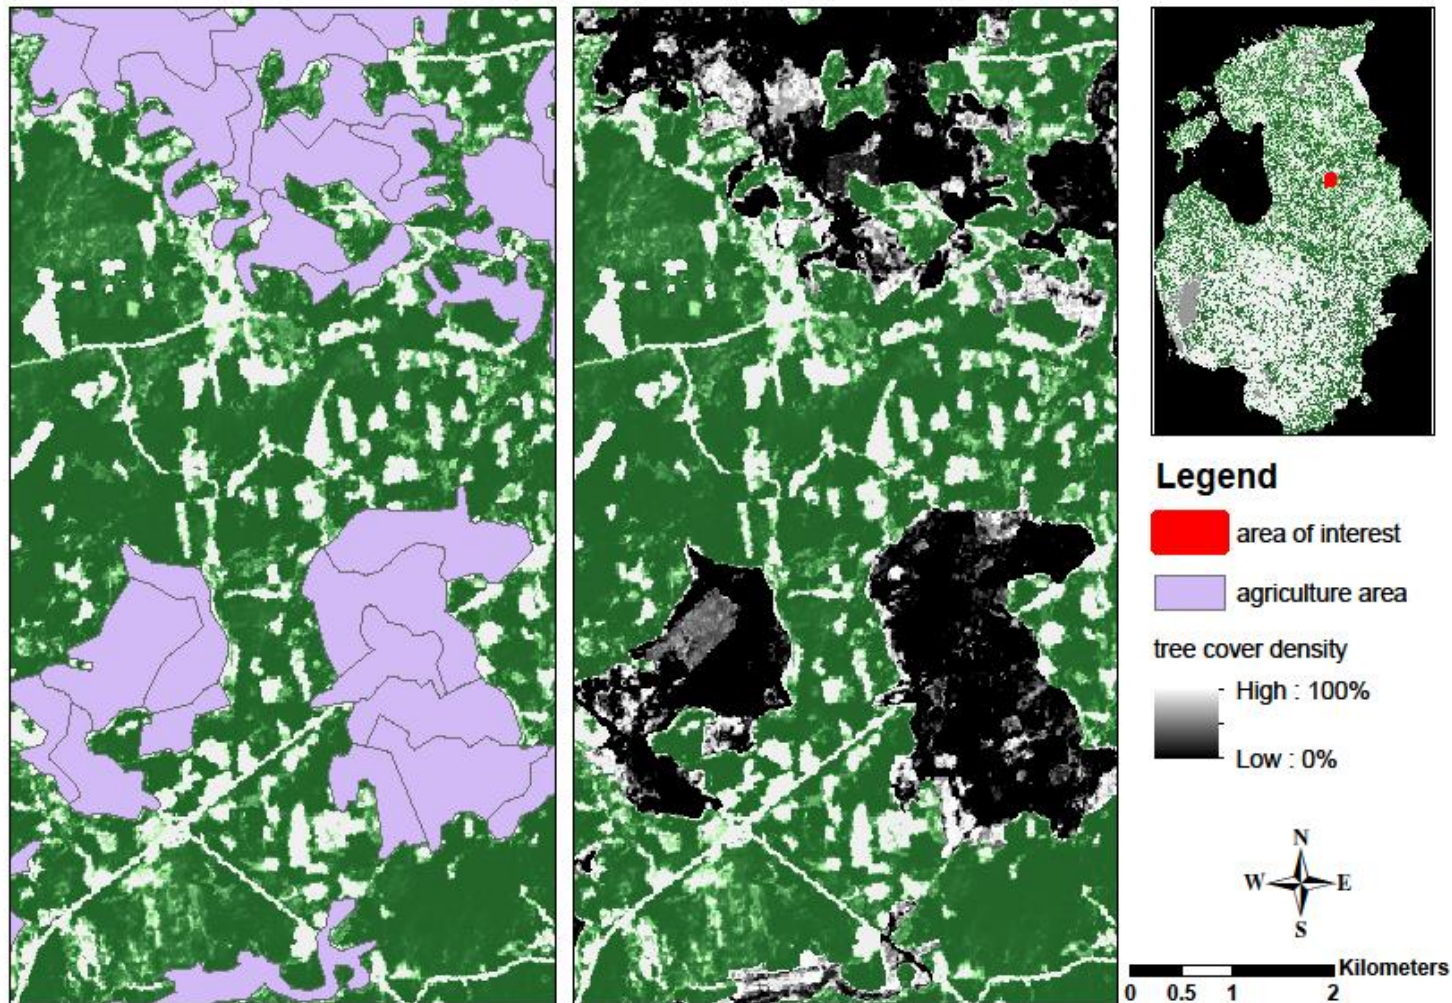 Legend
area of interest
agriculture area
tree cover density
High : 100%
Low : 0%
N
W E
S
Kilometers
0 0.5 1 2